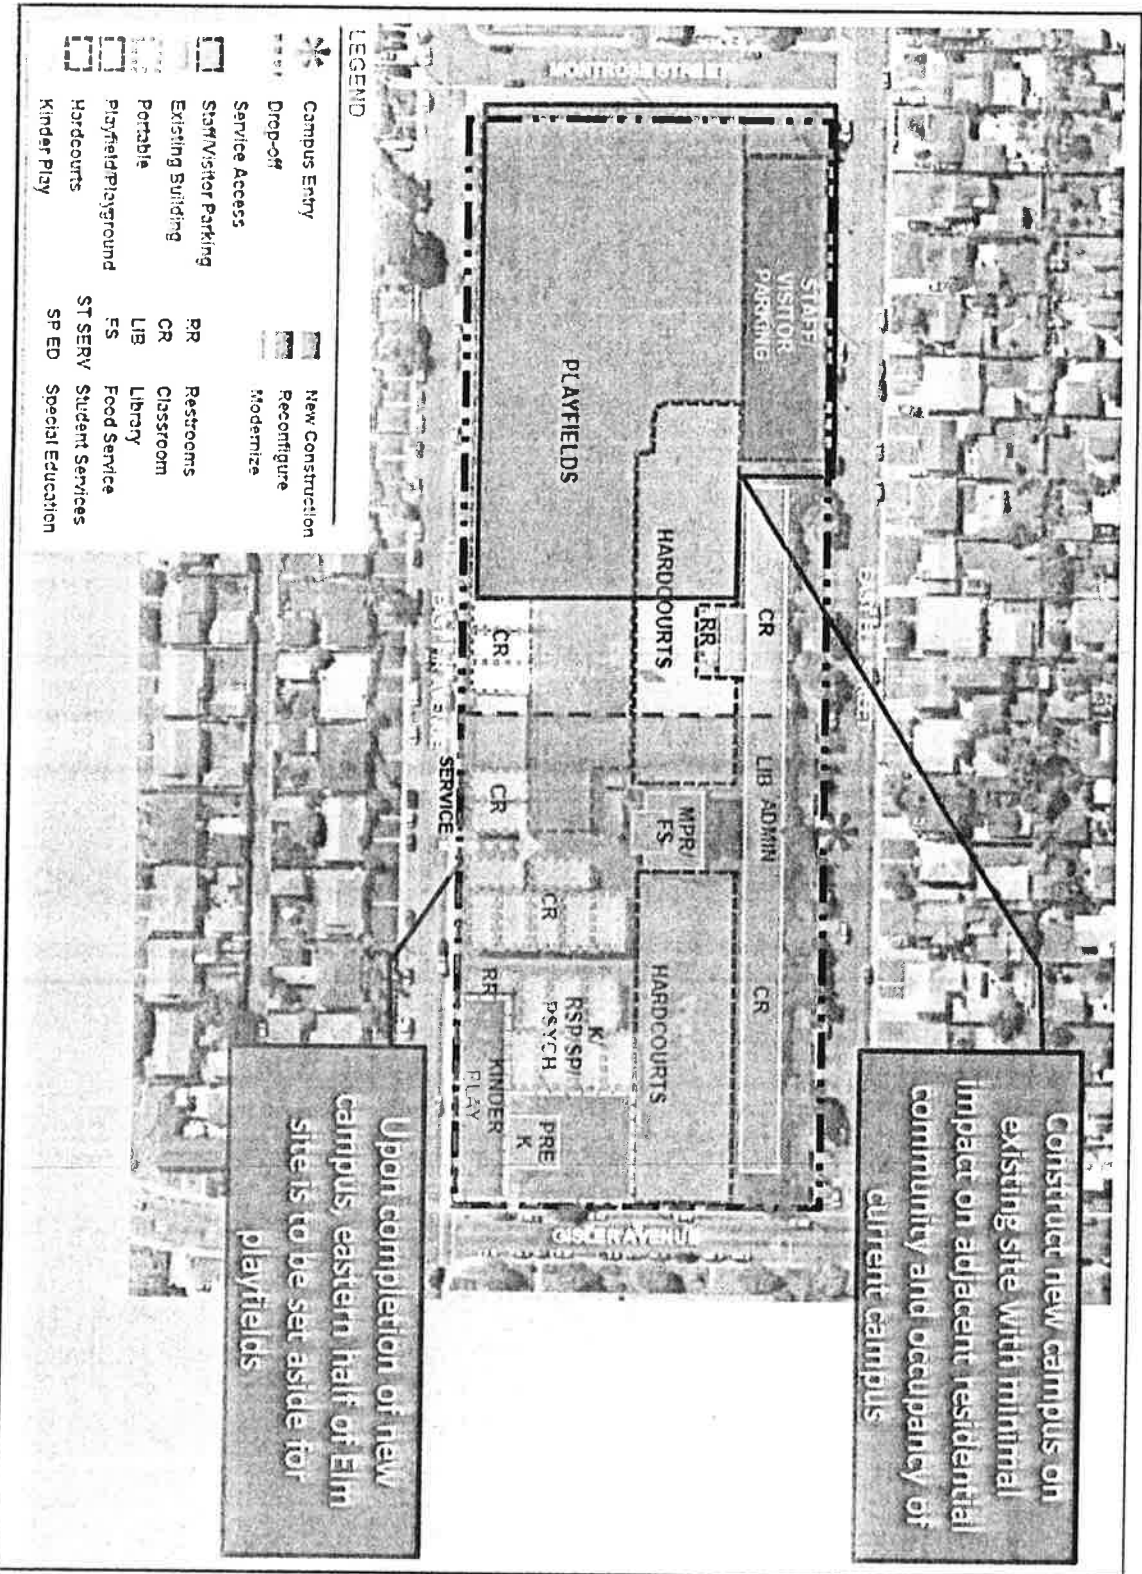 MONTROSE STREET
STAFF/
VISITOR
PARKING
PLAYFIELDS
HARDCOURTS
RR
CR
LIB ADMIN
CR
CR
CR
CR
SERVICE
MPR/
FS
HARDCOURTS
K/
RSP/SP/
PSYCH
RR
KINDER
PLAY
PRE
K
GISLER AVENUE
Construct new campus on
existing site with minimal
impact on adjacent residential
community and occupancy of
current campus
Upon completion of new
campus, eastern half of Elm
site is to be set aside for
playfields
LEGEND
Campus Entry
Drop-off
Service Access
Staff/Visitor Parking
Existing Building
Portable
Playfield/Playground
Hardcourts
Kinder Play
New Construction
Reconfigure
Modernize
RR Restrooms
CR Classroom
LIB Library
FS Food Service
ST SERV Student Services
SP ED Special Education